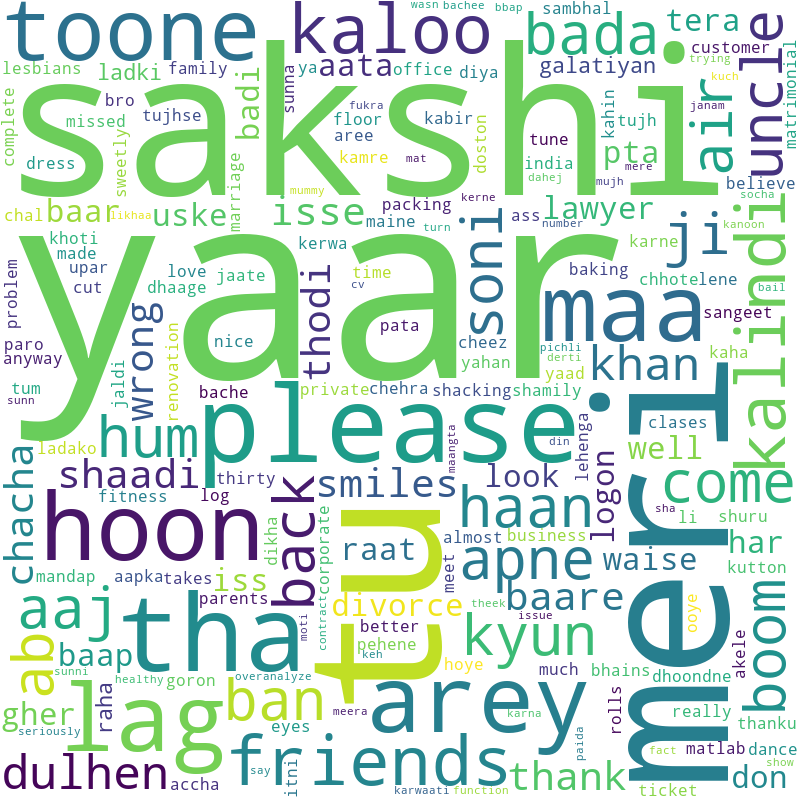 wasn bachee bbap sambhal
toone kaloo bada tera
customer
lesbians ladki family ya aata office diya galatiyan uncle
trying
kuch
sakshi
complete
bro
missed
tujhse
badi
sunna
fukra
floor
kabir
doston
kahin
tujh
air
janam
matrimonial
dress
sweetly
aree
kamre
mat
tune
india
pta
mere
dahej
mujh
believe
mummy
kerne
socha
chal
baar
likhaa
uske
marriage
isse
maine
packing
turn
ass
number
lawyer
ji
kanoon
khoti
made
yaar
kerwa
soni
karne
kalindi
problem
upar
love
dhaage
jaate
time
cv
baking
chhote
lene
bail
cut
maa
sangeet
paro
anyway
wrong
nice
thodi
pata
cheez
pichli
derti
khan
kaha
tum
jaldi
renovation
bache
private
chehra
yahan
shacking
shamily
yaad
sunn
please
meri
ladako
hum
maangta
din
lehenga
clases
chacha
shaadi
thirty
smiles
look
logon
well
fitness
log
hoon
back
haan
come
sha
li
shuru
dikha
corporate
raat
tu
almost
business
har
mandap
aapka
takes
iss
meet
apne
waise
kutton
parents
divorce
theek
baare
ooye
boom
aaj
tha
contract
moti
better
issue
ab
baap
pehene
keh
kyun
akele
sunni
hoye
much
bhains
dhoondne
healthy
goron
overanalyze
gher
raha
lag
ban
meera
arey
karna
rolls
really
thanku
seriously
eyes
paida
fact
matlab
dance
dulhen
accha
itni
say
friends
karwaati
function
thank
ticket
don
show